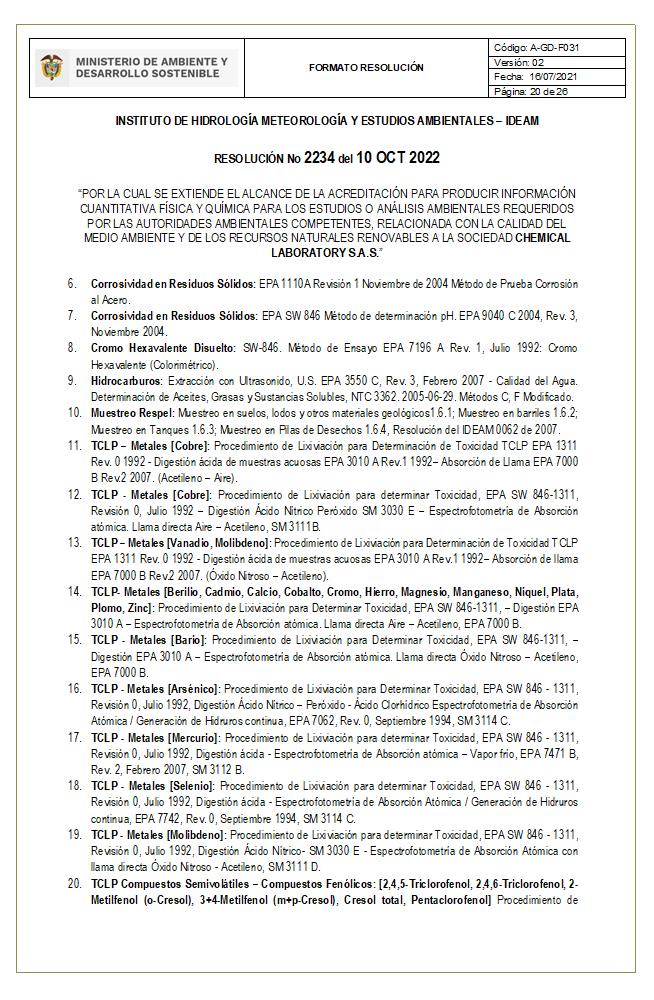 MINISTERIO DE AMBIENTE Y
DESARROLLO SOSTENIBLE
FORMATO RESOLUCIÓN
Código: A-GD-F031
Versión: 02
Fecha: 16/07/2021
Página: 20 de 26
INSTITUTO DE HIDROLOGÍA METEOROLOGÍA Y ESTUDIOS AMBIENTALES – IDEAM
RESOLUCIÓN No 2234 del 10 OCT 2022
“POR LA CUAL SE EXTIENDE EL ALCANCE DE LA ACREDITACIÓN PARA PRODUCIR INFORMACIÓN
CUANTITATIVA FÍSICA Y QUÍMICA PARA LOS ESTUDIOS O ANÁLISIS AMBIENTALES REQUERIDOS
POR LAS AUTORIDADES AMBIENTALES COMPETENTES, RELACIONADA CON LA CALIDAD DEL
MEDIO AMBIENTE Y DE LOS RECURSOS NATURALES RENOVABLES A LA SOCIEDAD CHEMICAL
LABORATORY S.A.S.”
6. Corrosividad en Residuos Sólidos: EPA 1110A Revisión 1 Noviembre de 2004 Método de Prueba Corrosión
al Acero.
7. Corrosividad en Residuos Sólidos: EPA SW 846 Método de determinación pH. EPA 9040 C 2004, Rev. 3,
Noviembre 2004.
8. Cromo Hexavalente Disuelto: SW-846. Método de Ensayo EPA 7196 A Rev. 1, Julio 1992: Cromo
Hexavalente (Colorimétrico).
9. Hidrocarburos: Extracción con Ultrasonido, U.S. EPA 3550 C, Rev. 3, Febrero 2007 - Calidad del Agua.
Determinación de Aceites, Grasas y Sustancias Solubles, NTC 3362. 2005-06-29. Métodos C, F Modificado.
10. Muestreo Respel: Muestreo en suelos, lodos y otros materiales geológicos1.6.1; Muestreo en barriles 1.6.2;
Muestreo en Tanques 1.6.3; Muestreo en Pilas de Desechos 1.6.4, Resolución del IDEAM 0062 de 2007.
11. TCLP – Metales [Cobre]: Procedimiento de Lixiviación para Determinación de Toxicidad TCLP EPA 1311
Rev. 0 1992 - Digestión ácida de muestras acuosas EPA 3010 A Rev.1 1992– Absorción de Llama EPA 7000
B Rev.2 2007. (Acetileno – Aire).
12. TCLP - Metales [Cobre]: Procedimiento de Lixiviación para determinar Toxicidad, EPA SW 846-1311,
Revisión 0, Julio 1992 – Digestión Ácido Nítrico Peróxido SM 3030 E – Espectrofotometría de Absorción
atómica. Llama directa Aire – Acetileno, SM 3111B.
13. TCLP – Metales [Vanadio, Molibdeno]: Procedimiento de Lixiviación para Determinación de Toxicidad TCLP
EPA 1311 Rev. 0 1992 - Digestión ácida de muestras acuosas EPA 3010 A Rev.1 1992– Absorción de llama
EPA 7000 B Rev.2 2007. (Óxido Nitroso – Acetileno).
14. TCLP- Metales [Berilio, Cadmio, Calcio, Cobalto, Cromo, Hierro, Magnesio, Manganeso, Níquel, Plata,
Plomo, Zinc]: Procedimiento de Lixiviación para Determinar Toxicidad, EPA SW 846-1311, – Digestión EPA
3010 A – Espectrofotometría de Absorción atómica. Llama directa Aire – Acetileno, EPA 7000 B.
15. TCLP - Metales [Bario]: Procedimiento de Lixiviación para Determinar Toxicidad, EPA SW 846-1311, –
Digestión EPA 3010 A – Espectrofotometría de Absorción atómica. Llama directa Óxido Nitroso – Acetileno,
EPA 7000 B.
16. TCLP - Metales [Arsénico]: Procedimiento de Lixiviación para Determinar Toxicidad, EPA SW 846 - 1311,
Revisión 0, Julio 1992, Digestión Ácido Nítrico – Peróxido - Ácido Clorhídrico Espectrofotometría de Absorción
Atómica / Generación de Hidruros continua, EPA 7062, Rev. 0, Septiembre 1994, SM 3114 C.
17. TCLP - Metales [Mercurio]: Procedimiento de Lixiviación para determinar Toxicidad, EPA SW 846 - 1311,
Revisión 0, Julio 1992, Digestión ácida - Espectrofotometría de Absorción atómica – Vapor frío, EPA 7471 B,
Rev. 2, Febrero 2007, SM 3112 B.
18. TCLP - Metales [Selenio]: Procedimiento de Lixiviación para determinar Toxicidad, EPA SW 846 - 1311,
Revisión 0, Julio 1992, Digestión ácida - Espectrofotometría de Absorción Atómica / Generación de Hidruros
continua, EPA 7742, Rev. 0, Septiembre 1994, SM 3114 C.
19. TCLP - Metales [Molibdeno]: Procedimiento de Lixiviación para determinar Toxicidad, EPA SW 846 - 1311,
Revisión 0, Julio 1992, Digestión Ácido Nítrico- SM 3030 E - Espectrofotometría de Absorción Atómica con
llama directa Óxido Nitroso - Acetileno, SM 3111 D.
20. TCLP Compuestos Semivolátiles – Compuestos Fenólicos: [2,4,5-Triclorofenol, 2,4,6-Triclorofenol, 2-
Metilfenol (o-Cresol), 3+4-Metilfenol (m+p-Cresol), Cresol total, Pentaclorofenol] Procedimiento de